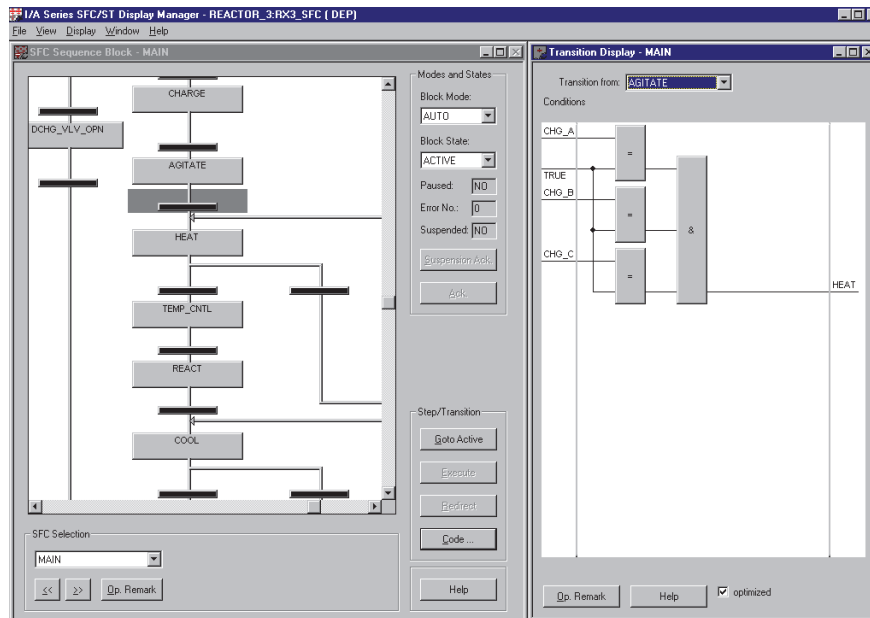 I/A Series SFC/ST Display Manager - REACTOR_3:RX3_SFC ( DEP)
File View Display Window Help
SFC Sequence Block - MAIN
CHARGE
DCHG_VLV_OPN
AGITATE
HEAT
TEMP_CNTL
REACT
COOL
Modes and States
Block Mode:
AUTO
Block State:
ACTIVE
Paused: NO
Error No.: 0
Suspended: NO
Suspension Ack.
Ack.
Step/Transition
Goto Active
Execute
Redirect
Code ...
Help
SFC Selection
MAIN
<< >> Op. Remark
Transition Display - MAIN
Transition from: AGITATE
Conditions
CHG_A
=
TRUE
CHG_B
=
&
CHG_C
=
HEAT
Op. Remark Help optimized